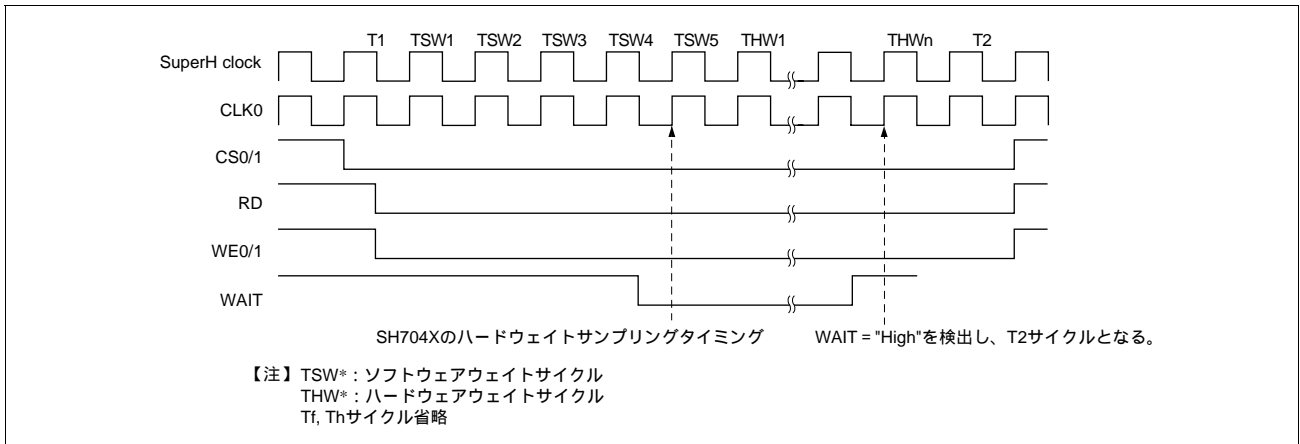 T1 TSW1 TSW2 TSW3 TSW4 TSW5 THW1 THWn T2
SuperH clock
CLK0
CS0/1
RD
WE0/1
WAIT
SH704Xのハードウェイトサンプリングタイミング WAIT = "High"を検出し、T2サイクルとなる。
【注】TSW*：ソフトウェアウェイトサイクル
THW*：ハードウェアウェイトサイクル
Tf, Thサイクル省略